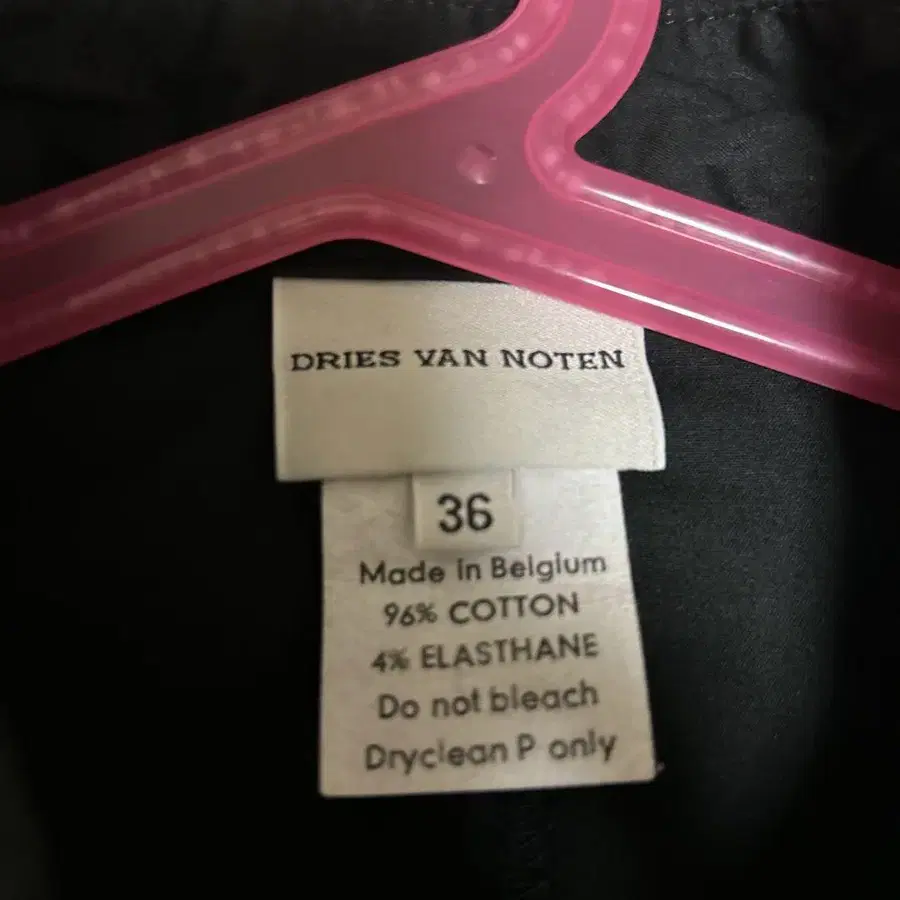 DRIES VAN NOTEN
36
Made in Belgium
96% COTTON
4% ELASTHANE
Do not bleach
Dryclean P only